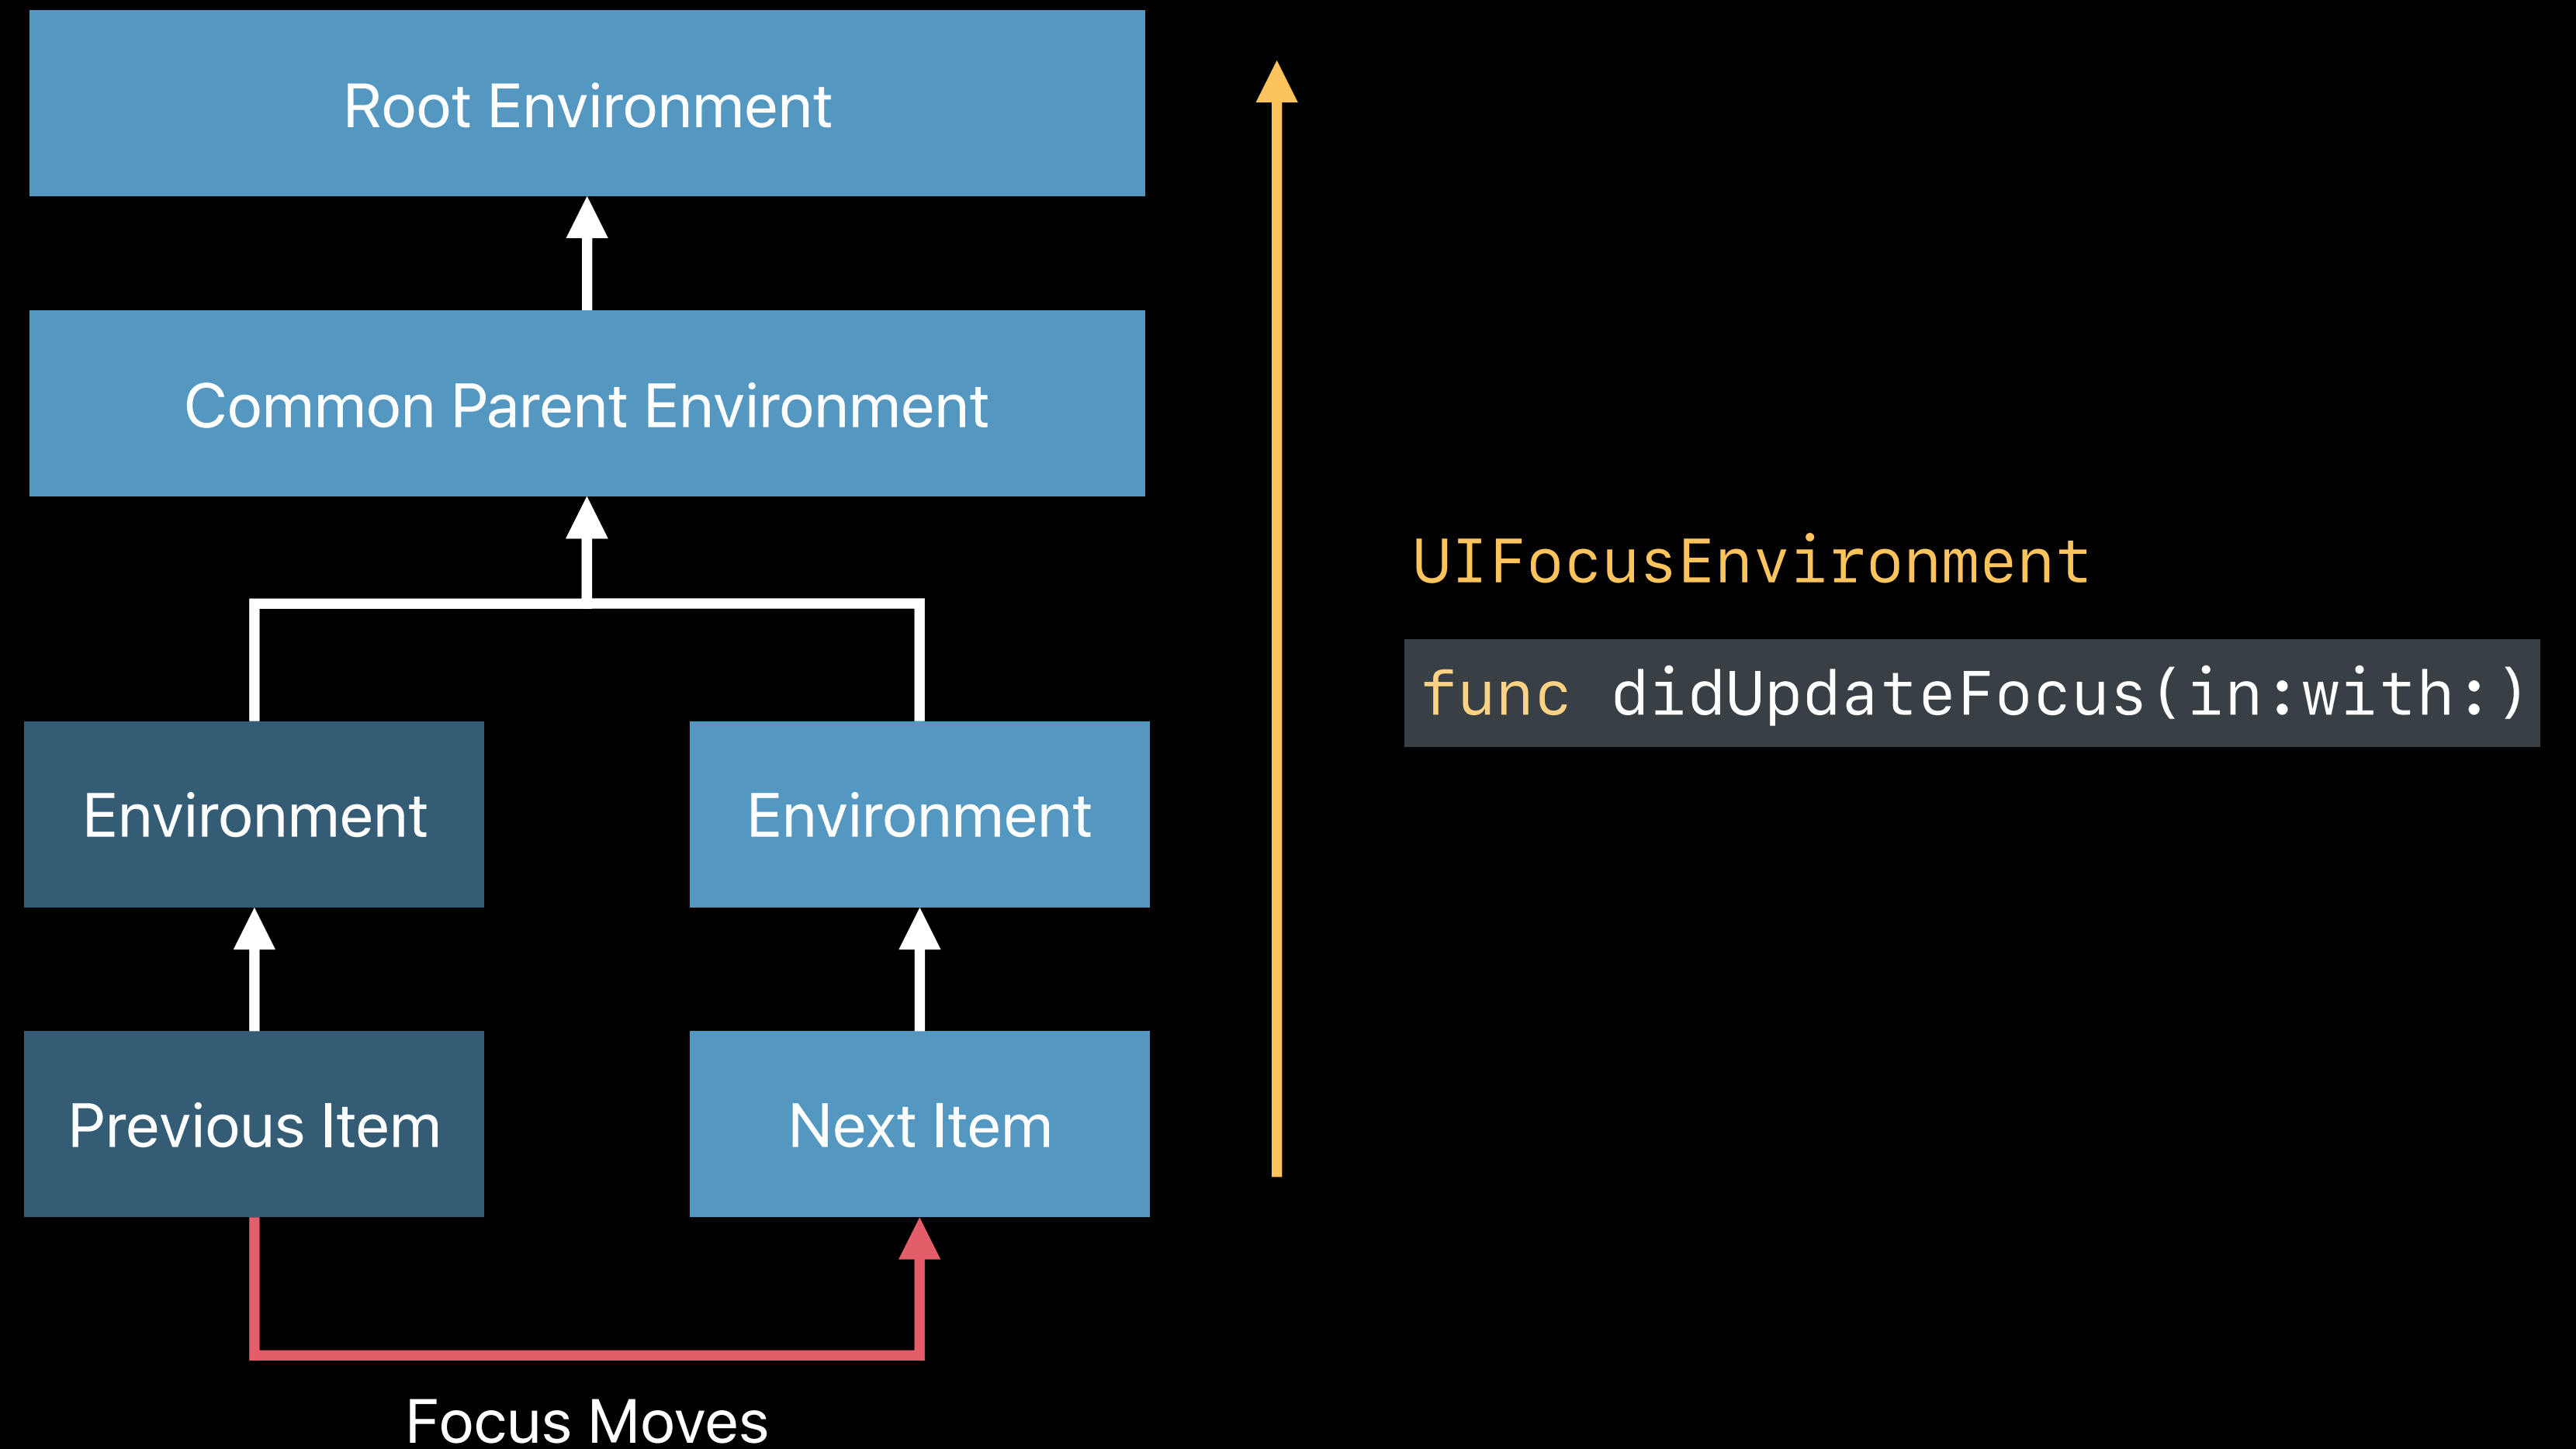 Root Environment
Common Parent Environment
Environment
Environment
Previous Item
Next Item
Focus Moves
UIFocusEnvironment
func didUpdateFocus(in:with:)